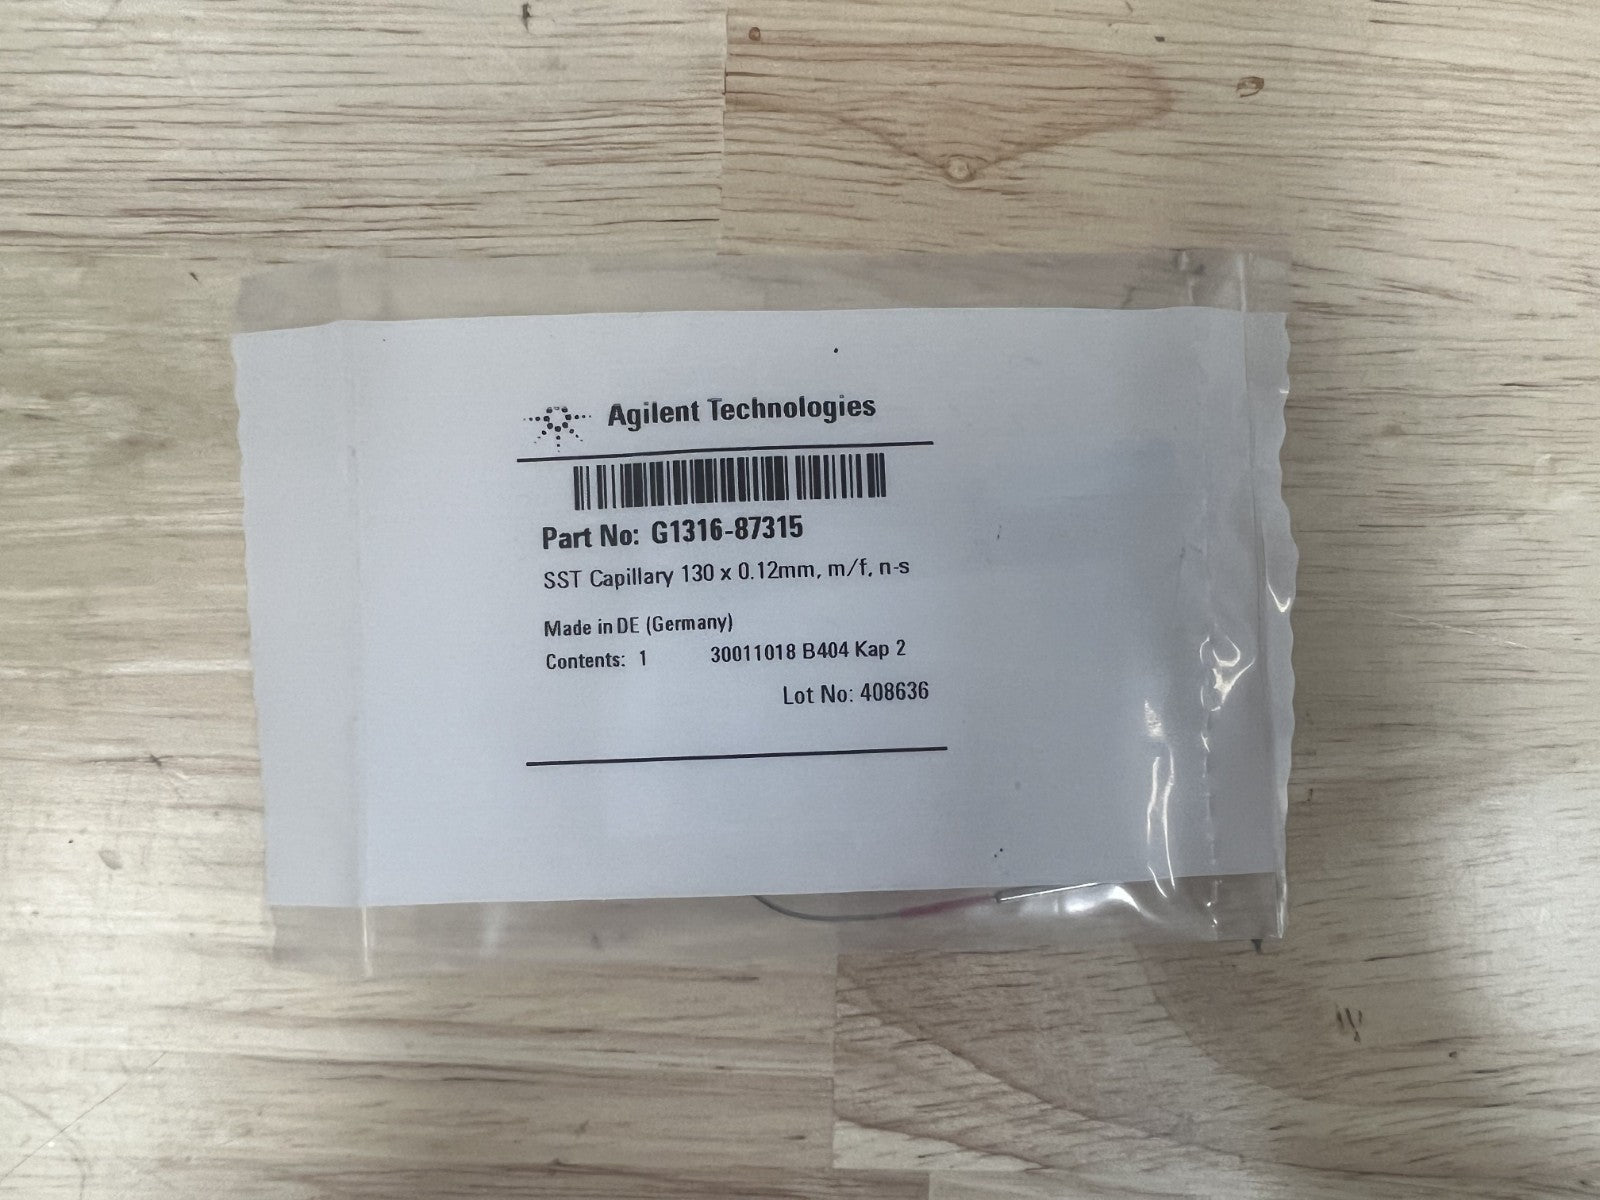 Agilent Technologies
Part No: G1316-87315
SST Capillary 130 x 0.12mm, m/f, n-s
Made in DE (Germany)
Contents: 1 30011018 B404 Kap 2
Lot No: 408636